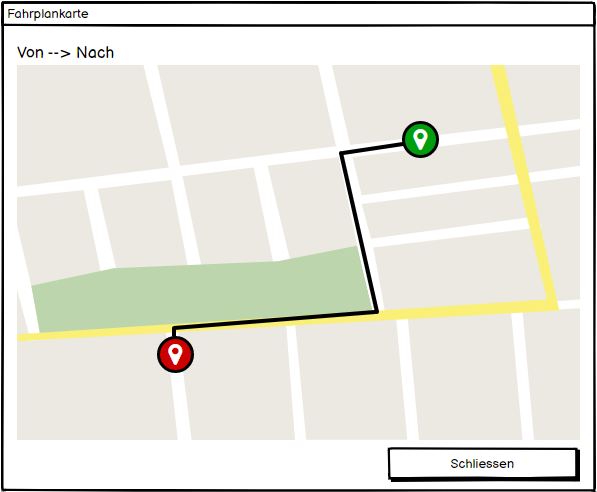 Fahrplankarte
Von --> Nach
Schliessen